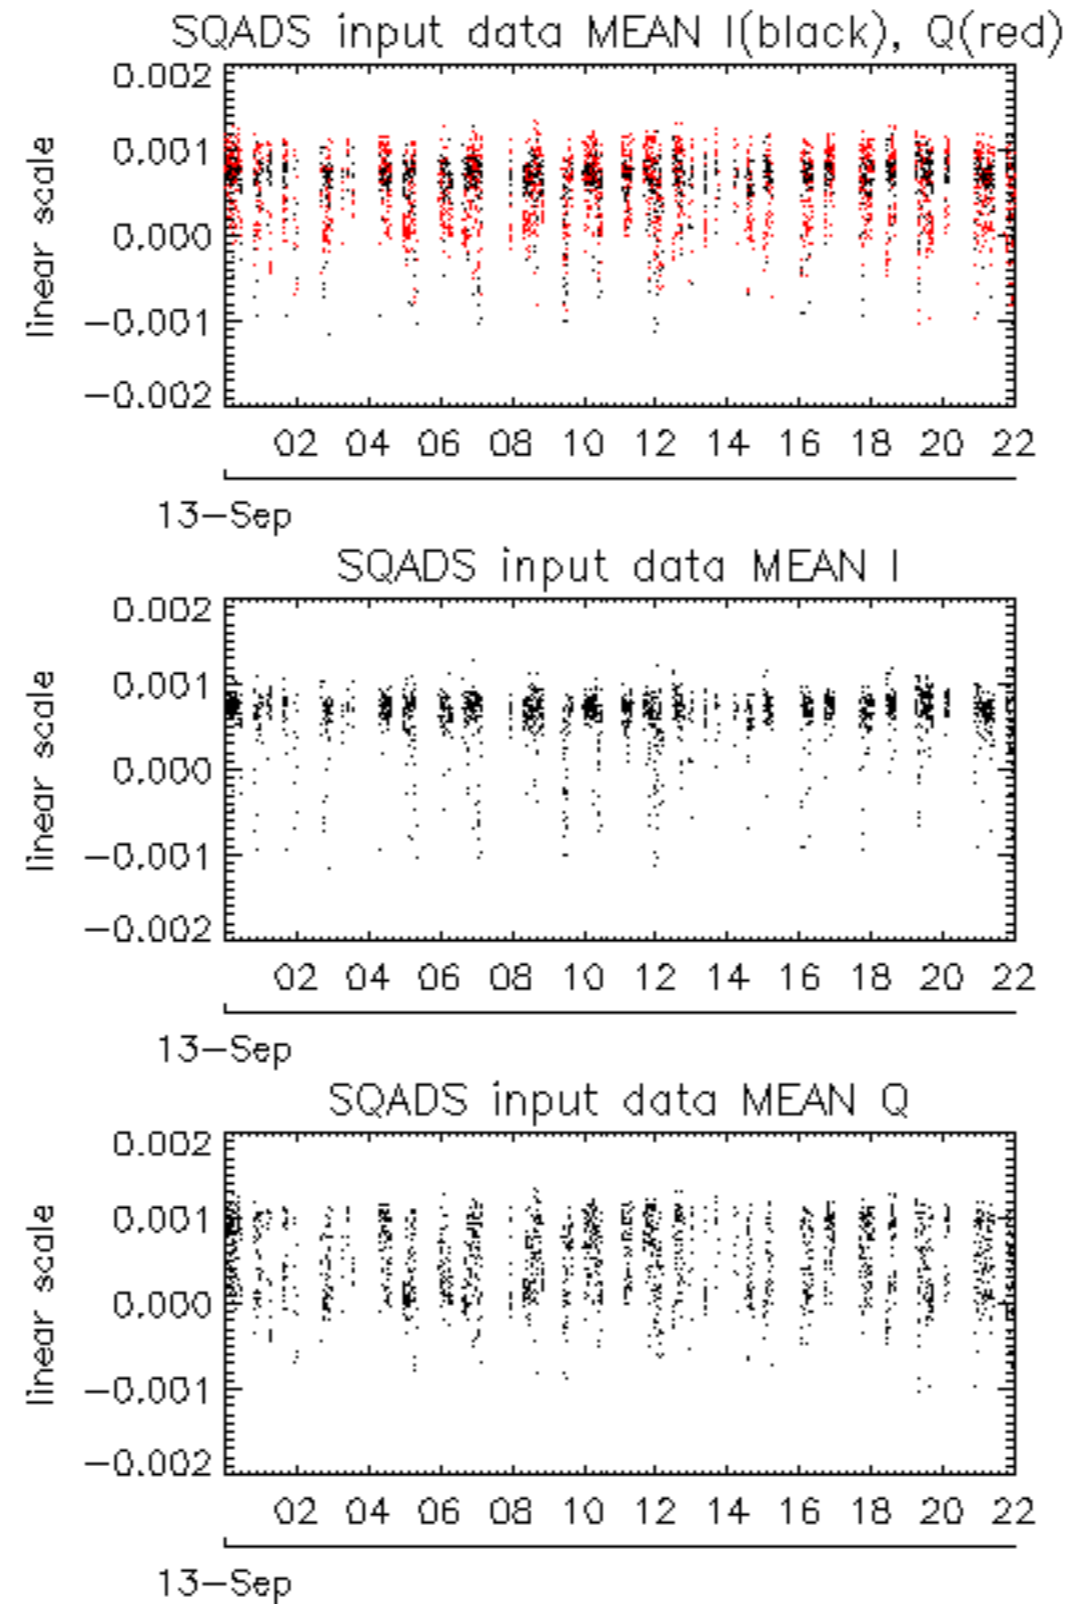 SQADS input data MEAN I(black), Q(red)
0.002
0.001
0.000
−0.001
−0.002
linear scale
02 04 06 08 10 12 14 16 18 20 22
13−Sep
SQADS input data MEAN I
0.002
0.001
0.000
−0.001
−0.002
linear scale
02 04 06 08 10 12 14 16 18 20 22
13−Sep
SQADS input data MEAN Q
0.002
0.001
0.000
−0.001
−0.002
linear scale
02 04 06 08 10 12 14 16 18 20 22
13−Sep